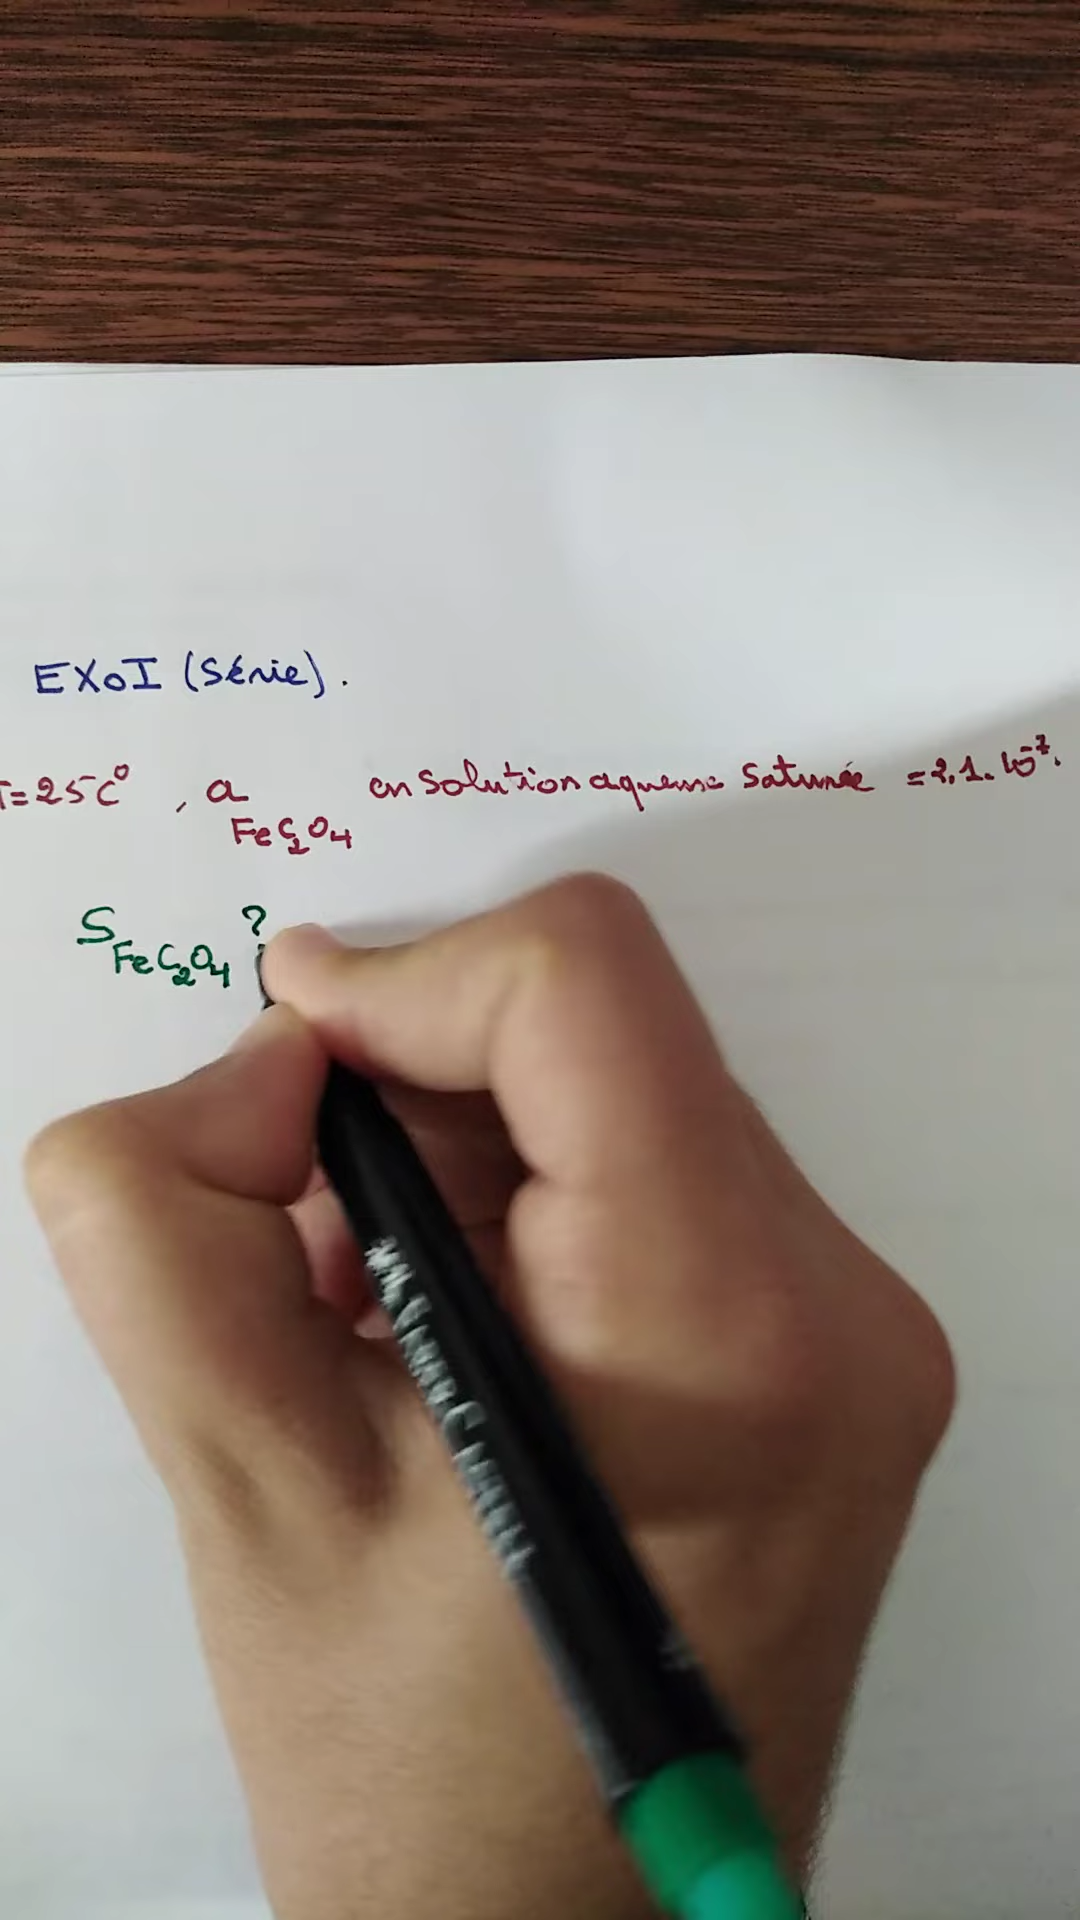 EXOI (Série).
T=25C° , a FeC2O4 en solution aqueuse saturée = 2.1.10^-7.
S FeC2O4 ?